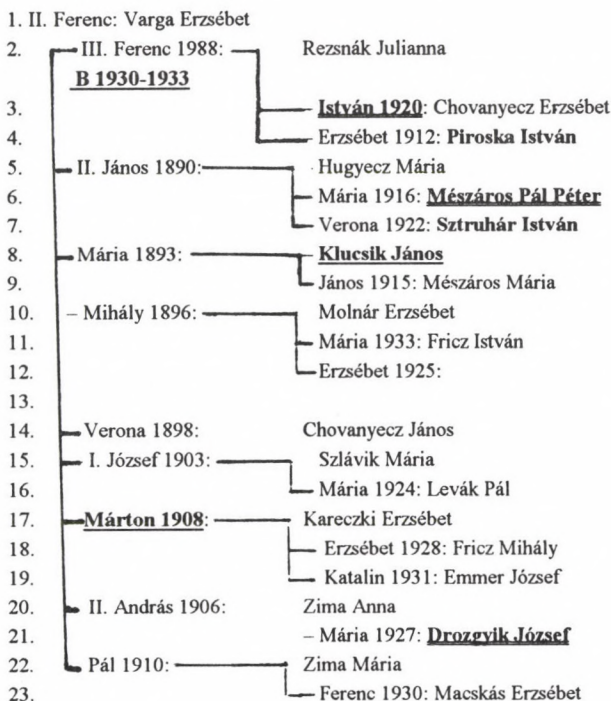 1. II. Ferenc: Varga Erzsébet
2. III. Ferenc 1988: Rezsnák Julianna
B 1930-1933
3. István 1920: Chovanyecz Erzsébet
4. Erzsébet 1912: Piroska István
5. II. János 1890: Hugyecz Mária
6. Mária 1916: Mészáros Pál Péter
7. Verona 1922: Sztruhár István
8. Mária 1893: Klucsik János
9. János 1915: Mészáros Mária
10. – Mihály 1896: Molnár Erzsébet
11. Mária 1933: Fricz István
12. Erzsébet 1925:
13.
14. Verona 1898: Chovanyecz János
15. I. József 1903: Szlávik Mária
16. Mária 1924: Levák Pál
17. Márton 1908: Kareczki Erzsébet
18. Erzsébet 1928: Fricz Mihály
19. Katalin 1931: Emmer József
20. II. András 1906: Zima Anna
21. – Mária 1927: Drozgyik József
22. Pál 1910: Zima Mária
23. Ferenc 1930: Macskás Erzsébet